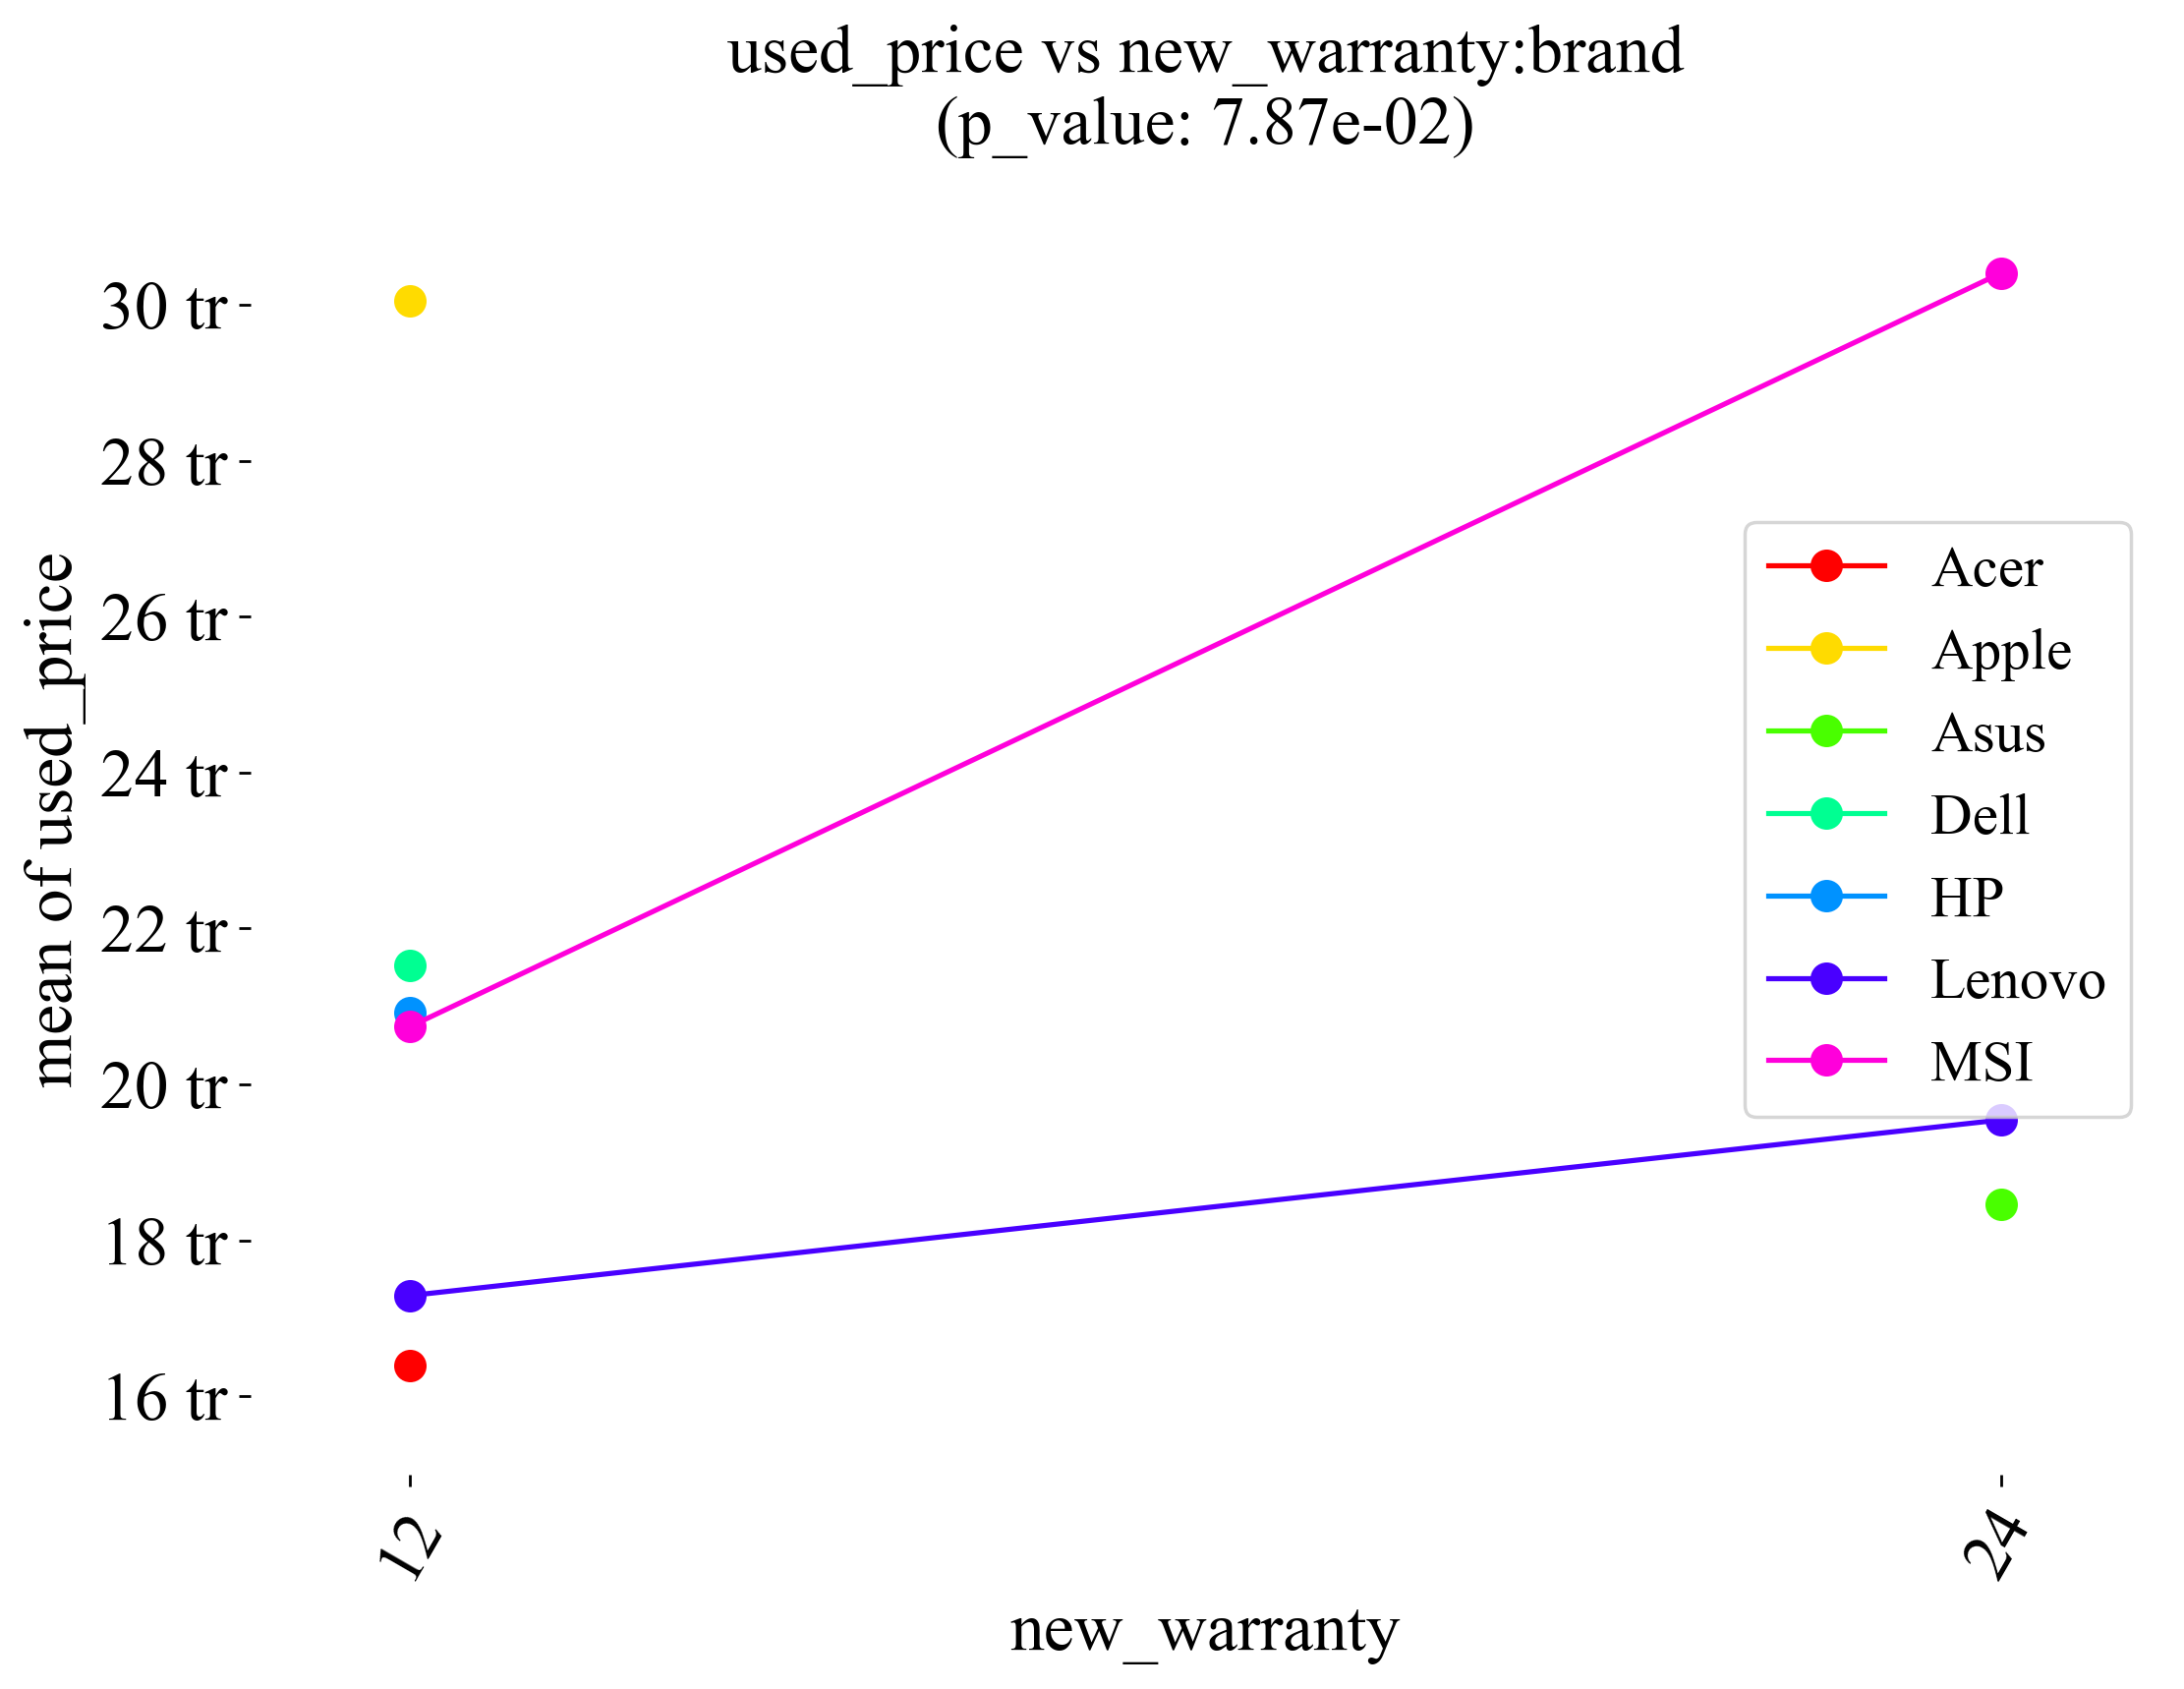 used_price vs new_warranty:brand
(p_value: 7.87e-02)
mean of used_price
30 tr
28 tr
26 tr
24 tr
22 tr
20 tr
18 tr
16 tr
Acer
Apple
Asus
Dell
HP
Lenovo
MSI
12
24
new_warranty